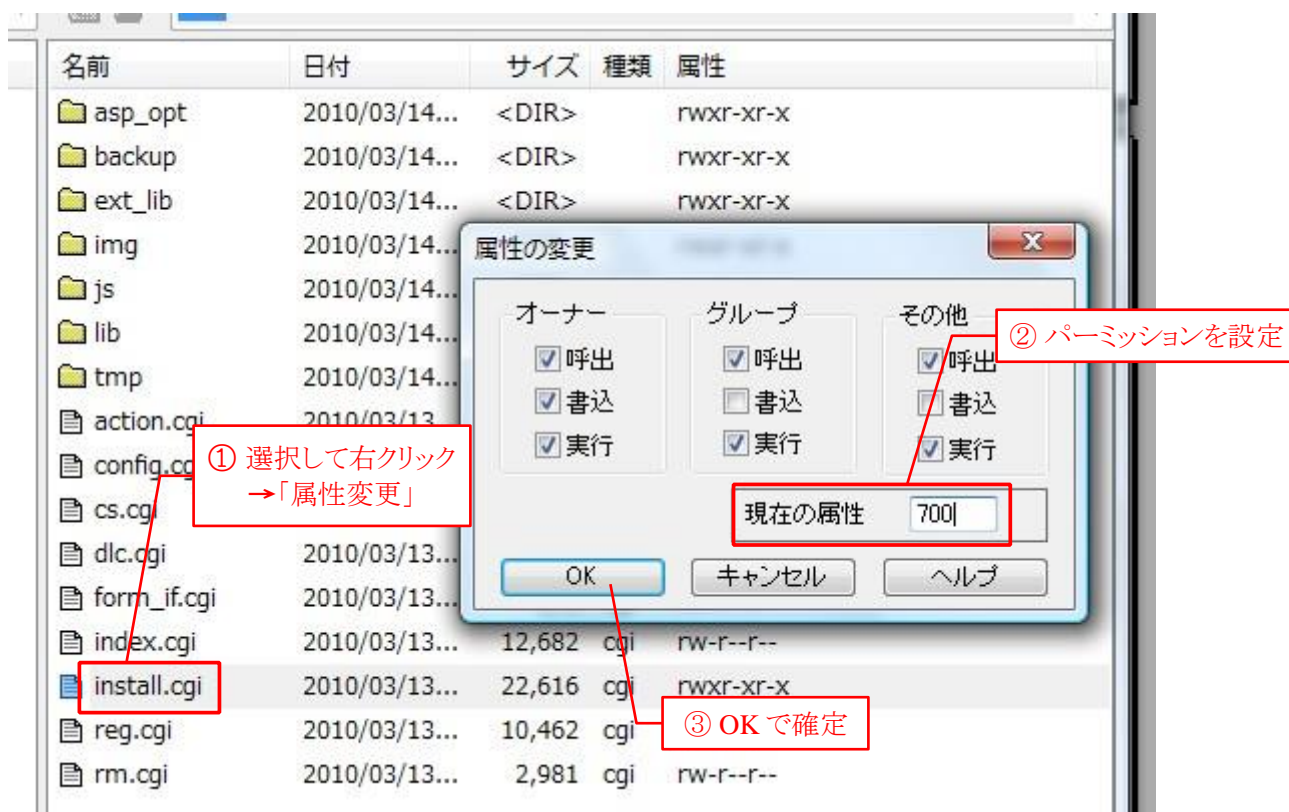 名前 日付 サイズ 種類 属性
asp_opt 2010/03/14... <DIR> rwxr-xr-x
backup 2010/03/14... <DIR> rwxr-xr-x
ext_lib 2010/03/14... <DIR> rwxr-xr-x
img 2010/03/14...
js 2010/03/14...
lib 2010/03/14...
tmp 2010/03/14...
action.cgi 2010/03/13
config.cg
cs.cgi
dlc.cgi 2010/03/13...
form_if.cgi 2010/03/13...
index.cgi 2010/03/13... 12,682 cgi rw-r--r--
install.cgi 2010/03/13... 22,616 cgi rwxr-xr-x
reg.cgi 2010/03/13... 10,462 cgi
rm.cgi 2010/03/13... 2,981 cgi rw-r--r--
属性の変更
オーナー グループ その他
呼出 呼出 呼出
書込 書込 書込
実行 実行 実行
現在の属性 700
OK キャンセル ヘルプ
① 選択して右クリック
→「属性変更」
② パーミッションを設定
③ OK で確定